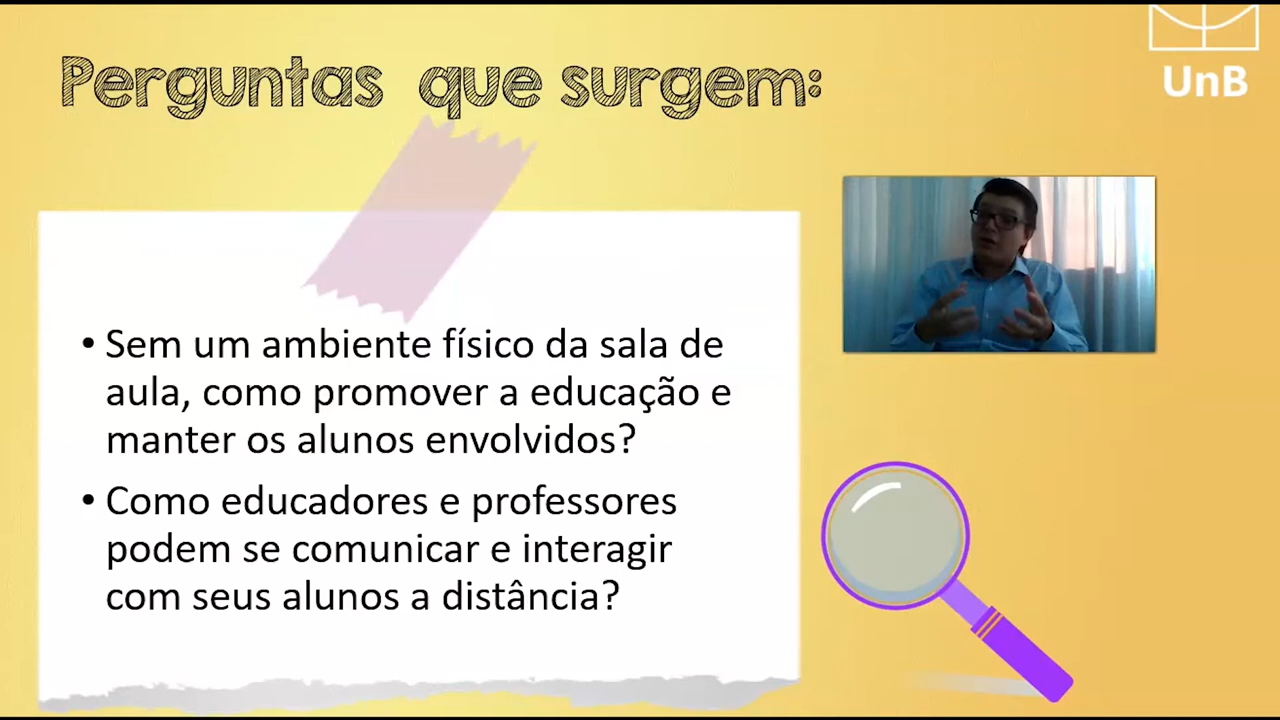 Perguntas que surgem:
UnB
• Sem um ambiente físico da sala de
aula, como promover a educação e
manter os alunos envolvidos?
• Como educadores e professores
podem se comunicar e interagir
com seus alunos a distância?